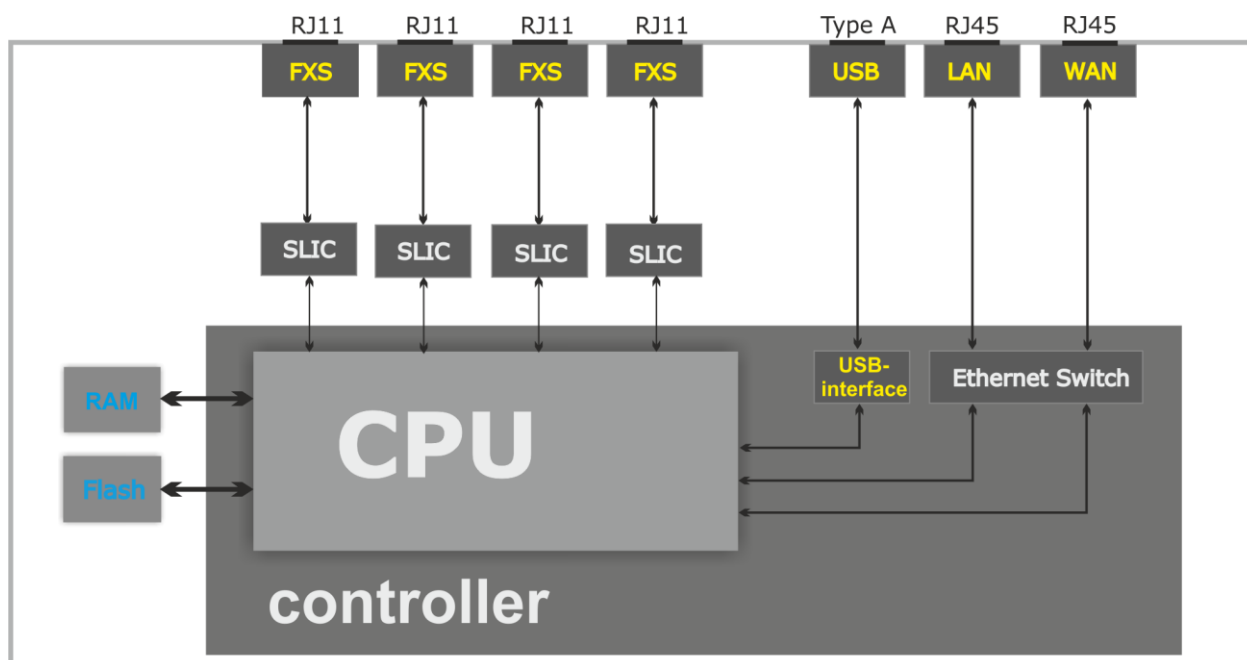 RJ11 RJ11 RJ11 RJ11 Type A RJ45 RJ45
FXS FXS FXS FXS USB LAN WAN
SLIC SLIC SLIC SLIC
USB-
interface
Ethernet Switch
RAM
CPU
Flash
controller